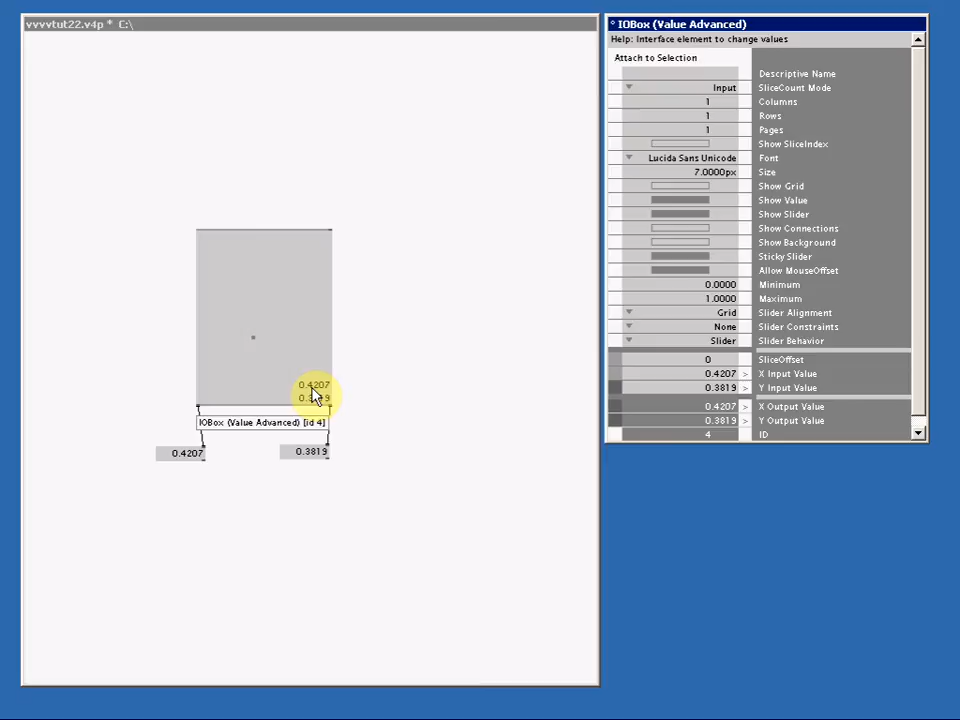 vvvvtut22.v4p * C:\
0.4207
0.3819
IOBox (Value Advanced) [id 4]
0.4207
0.3819
* IOBox (Value Advanced)
Help: Interface element to change values
Attach to Selection
Descriptive Name
Input SliceCount Mode
1 Columns
1 Rows
1 Pages
Show SliceIndex
Lucida Sans Unicode Font
7.0000px Size
Show Grid
Show Value
Show Slider
Show Connections
Show Background
Sticky Slider
Allow MouseOffset
0.0000 Minimum
1.0000 Maximum
Grid Slider Alignment
None Slider Constraints
Slider Slider Behavior
0 SliceOffset
0.4207 > X Input Value
0.3819 > Y Input Value
0.4207 > X Output Value
0.3819 > Y Output Value
4 ID